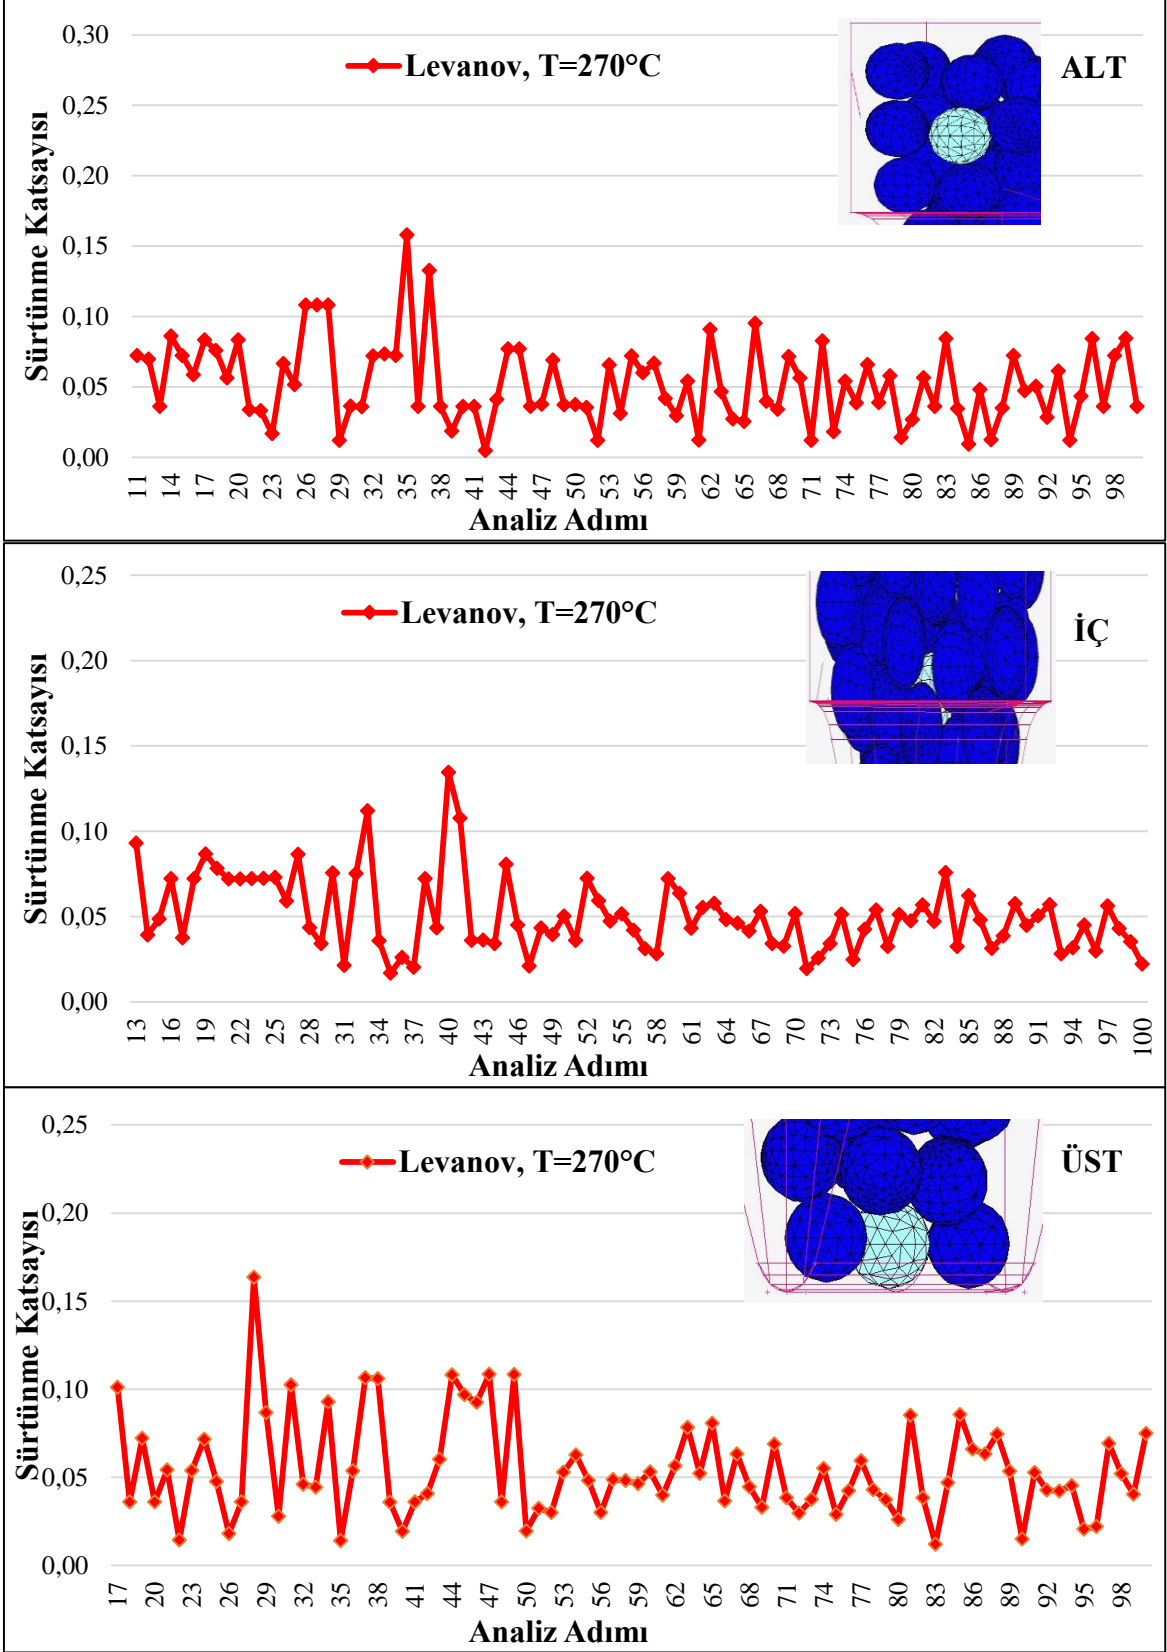 0,30
Levanov, T=270°C
ALT
0,25
0,20
0,15
0,10
0,05
0,00
Sürtünme Katsayısı
11 14 17 20 23 26 29 32 35 38 41 44 47 50 53 56 59 62 65 68 71 74 77 80 83 86 89 92 95 98
Analiz Adımı
0,25
Levanov, T=270°C
İÇ
0,20
0,15
0,10
0,05
0,00
Sürtünme Katsayısı
13 16 19 22 25 28 31 34 37 40 43 46 49 52 55 58 61 64 67 70 73 76 79 82 85 88 91 94 97 100
Analiz Adımı
0,25
Levanov, T=270°C
ÜST
0,20
0,15
0,10
0,05
0,00
Sürtünme Katsayısı
17 20 23 26 29 32 35 38 41 44 47 50 53 56 59 62 65 68 71 74 77 80 83 86 89 92 95 98
Analiz Adımı